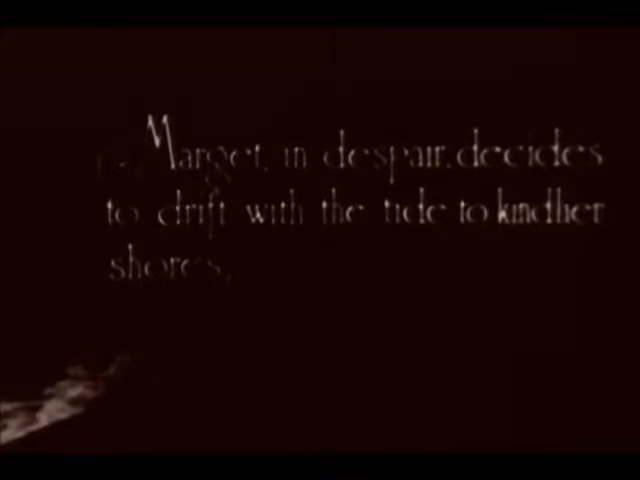 Marget, in despair, decides
to drift with the tide to kindlier
shores.